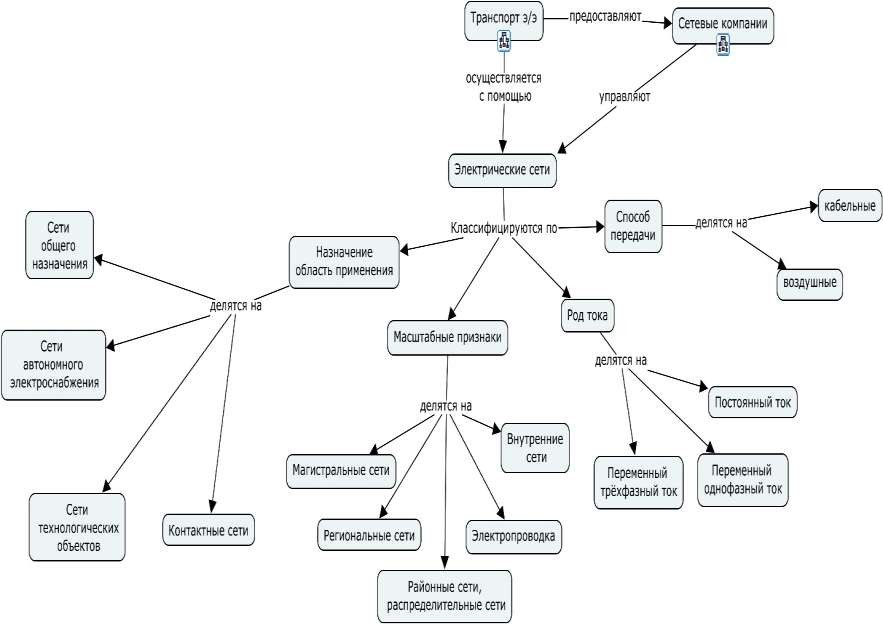 Транспорт э/э
предоставляют
Сетевые компании
осуществляется
с помощью
управляют
Электрические сети
Классифицируются по
Способ
передачи
делятся на
кабельные
воздушные
Назначение
область применения
делятся на
Сети
общего
назначения
Сети
автономного
электроснабжения
Сети
технологических
объектов
Контактные сети
Масштабные признаки
делятся на
Магистральные сети
Региональные сети
Районные сети,
распределительные сети
Электропроводка
Внутренние
сети
Род тока
делятся на
Постоянный ток
Переменный
трёхфазный ток
Переменный
однофазный ток